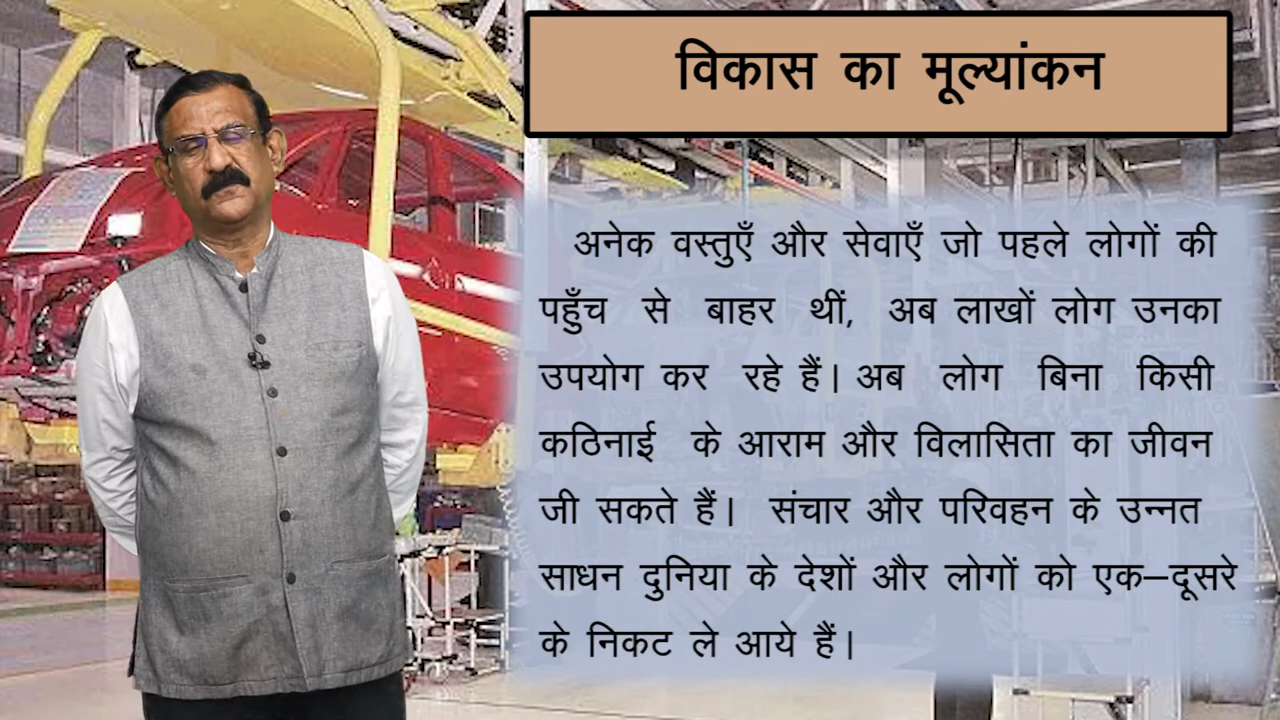 विकास का मूल्यांकन
अनेक वस्तुएँ और सेवाएँ जो पहले लोगों की
पहुँच से बाहर थीं, अब लाखों लोग उनका
उपयोग कर रहे हैं। अब लोग बिना किसी
कठिनाई के आराम और विलासिता का जीवन
जी सकते हैं। संचार और परिवहन के उन्नत
साधन दुनिया के देशों और लोगों को एक–दूसरे
के निकट ले आये हैं।